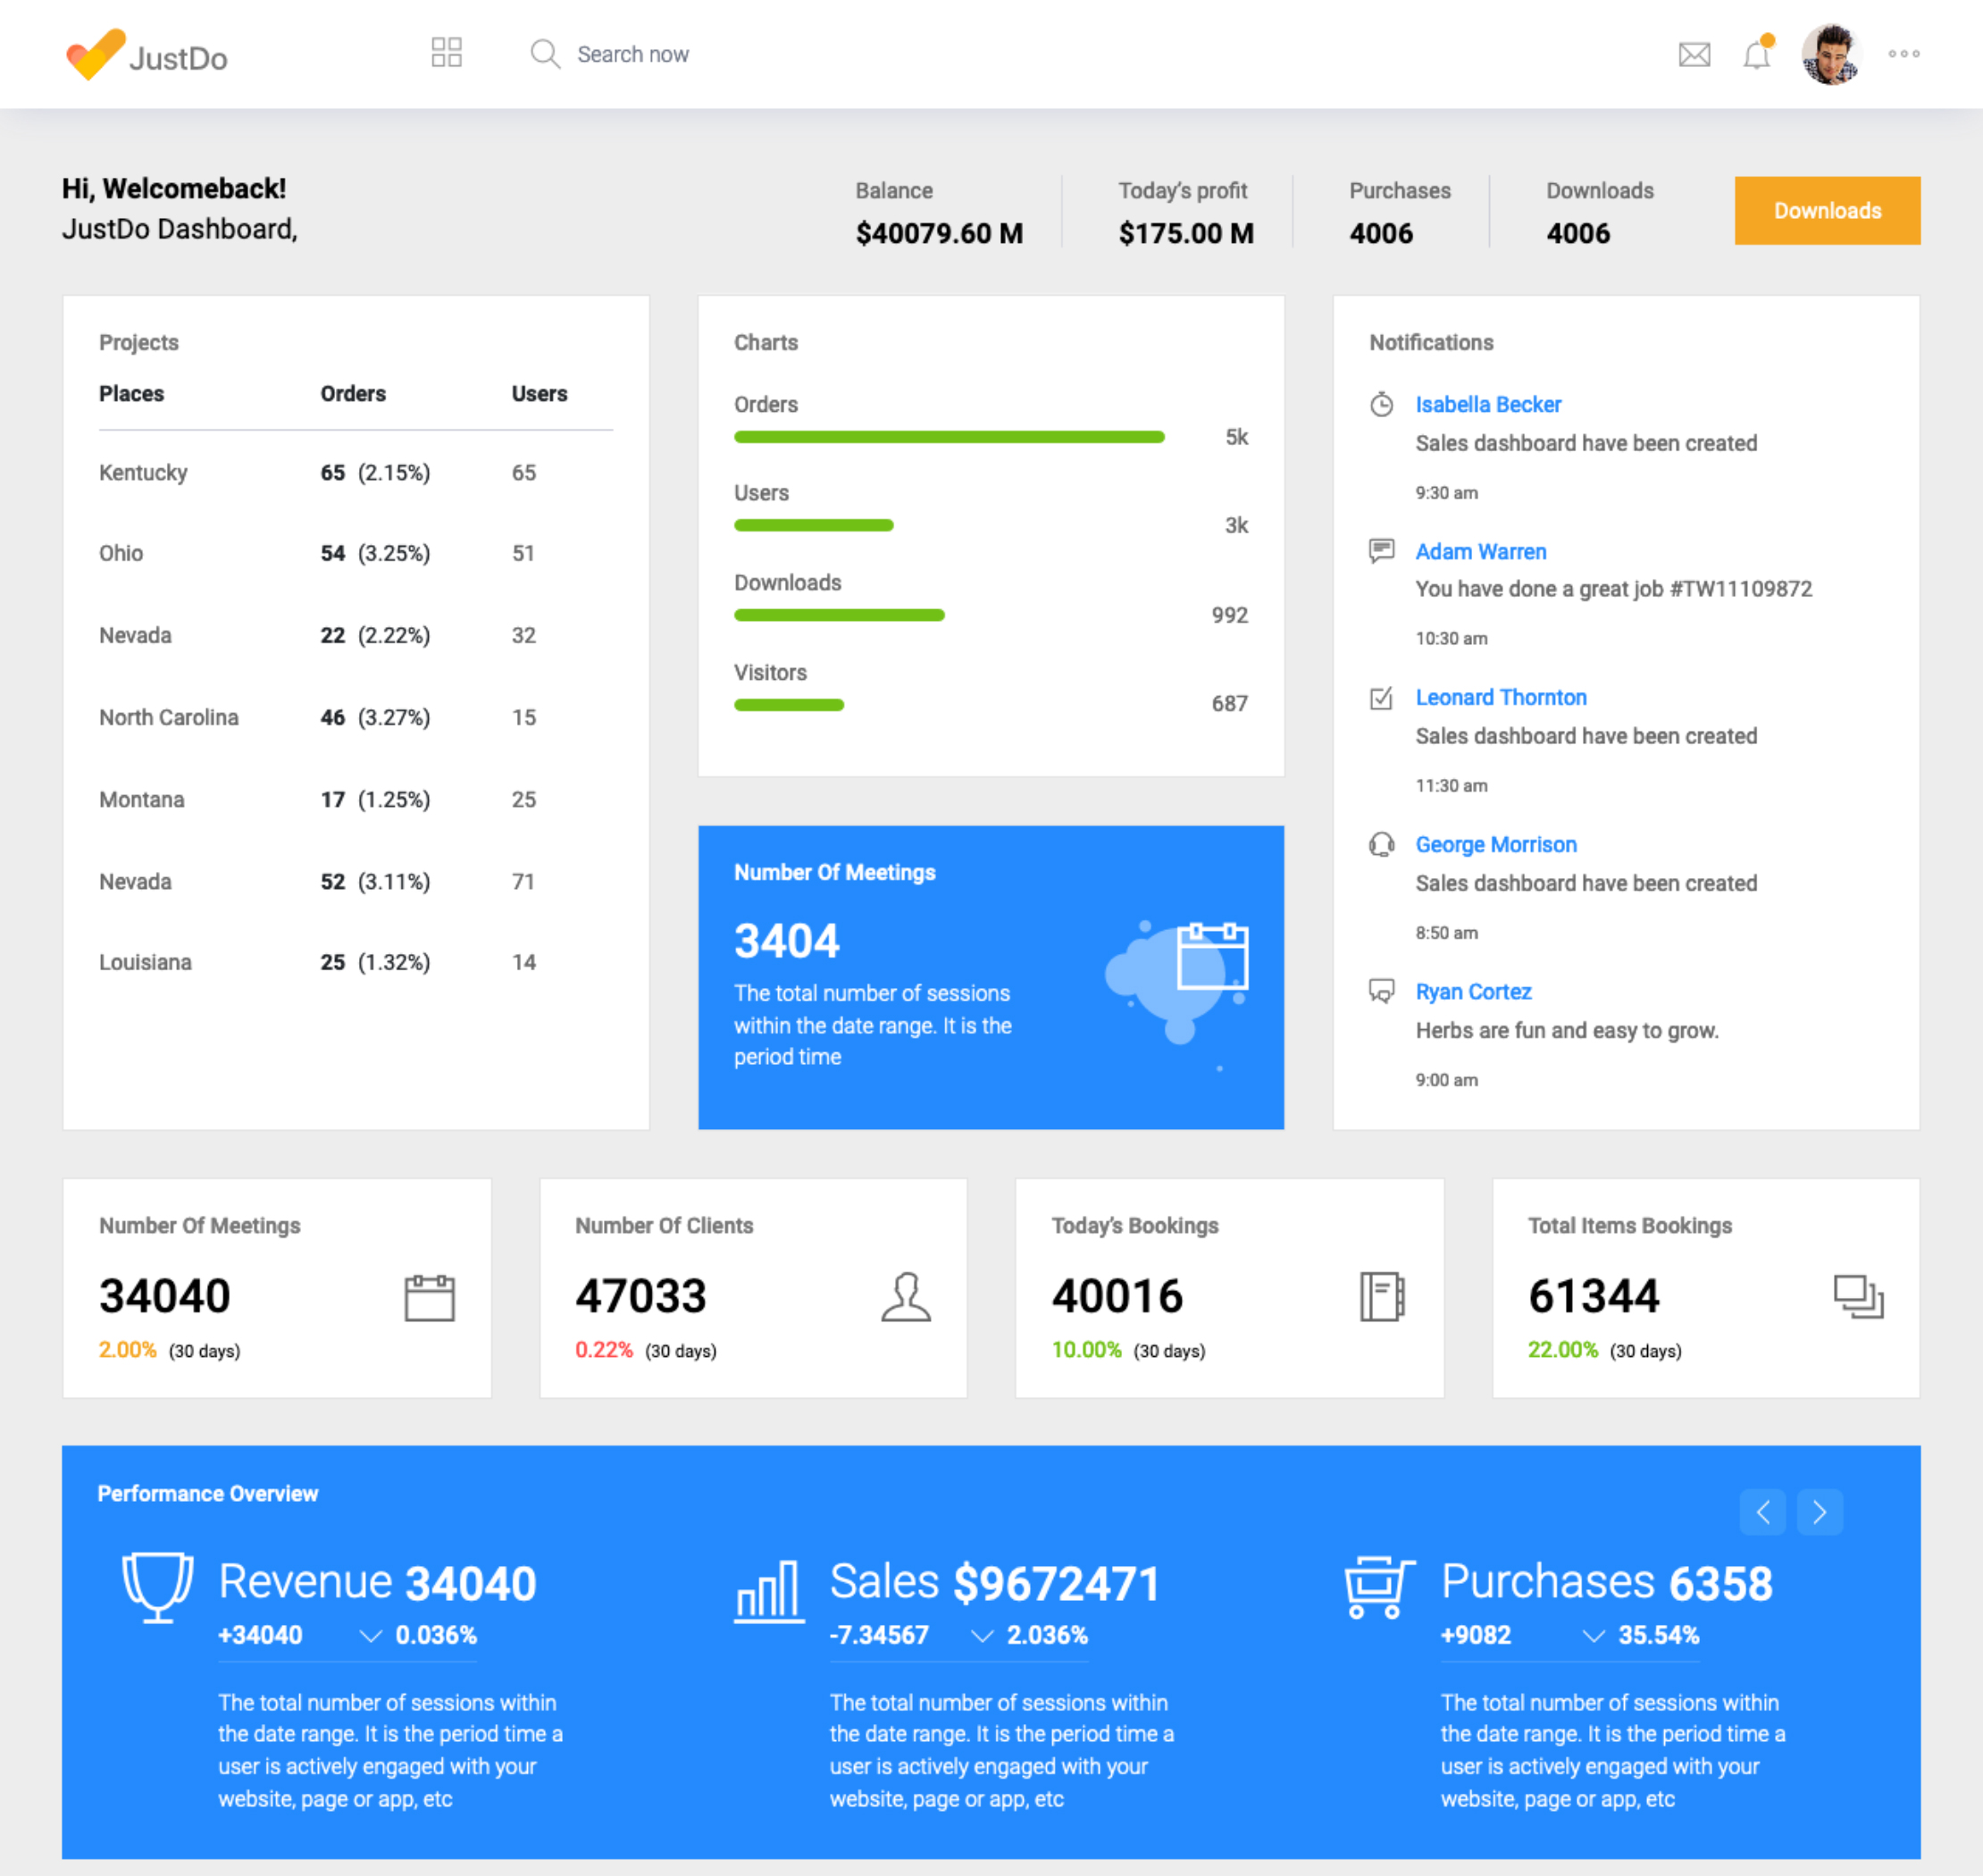 JustDo
Search now
Hi, Welcomeback!
JustDo Dashboard,
Balance
$40079.60 M
Today's profit
$175.00 M
Purchases
4006
Downloads
4006
Downloads
Projects
Places Orders Users
Kentucky 65 (2.15%) 65
Ohio 54 (3.25%) 51
Nevada 22 (2.22%) 32
North Carolina 46 (3.27%) 15
Montana 17 (1.25%) 25
Nevada 52 (3.11%) 71
Louisiana 25 (1.32%) 14
Charts
Orders
5k
Users
3k
Downloads
992
Visitors
687
Number Of Meetings
3404
The total number of sessions
within the date range. It is the
period time
Notifications
Isabella Becker
Sales dashboard have been created
9:30 am
Adam Warren
You have done a great job #TW11109872
10:30 am
Leonard Thornton
Sales dashboard have been created
11:30 am
George Morrison
Sales dashboard have been created
8:50 am
Ryan Cortez
Herbs are fun and easy to grow.
9:00 am
Number Of Meetings
34040
2.00% (30 days)
Number Of Clients
47033
0.22% (30 days)
Today's Bookings
40016
10.00% (30 days)
Total Items Bookings
61344
22.00% (30 days)
Performance Overview
Revenue 34040
+34040 0.036%
The total number of sessions within
the date range. It is the period time a
user is actively engaged with your
website, page or app, etc
Sales $9672471
-7.34567 2.036%
The total number of sessions within
the date range. It is the period time a
user is actively engaged with your
website, page or app, etc
Purchases 6358
+9082 35.54%
The total number of sessions within
the date range. It is the period time a
user is actively engaged with your
website, page or app, etc